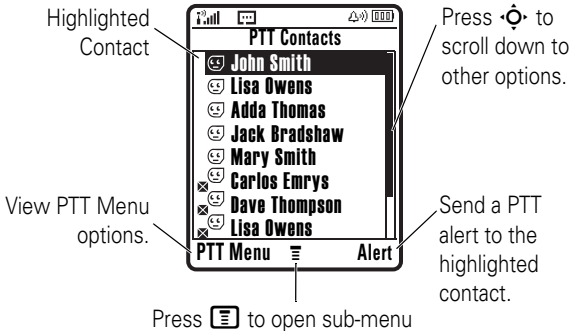 Highlighted
Contact
PTT Contacts
John Smith
Lisa Owens
Adda Thomas
Jack Bradshaw
Mary Smith
Carlos Emrys
Dave Thompson
Lisa Owens
PTT Menu
Alert
Press to
scroll down to
other options.
View PTT Menu
options.
Send a PTT
alert to the
highlighted
contact.
Press to open sub-menu